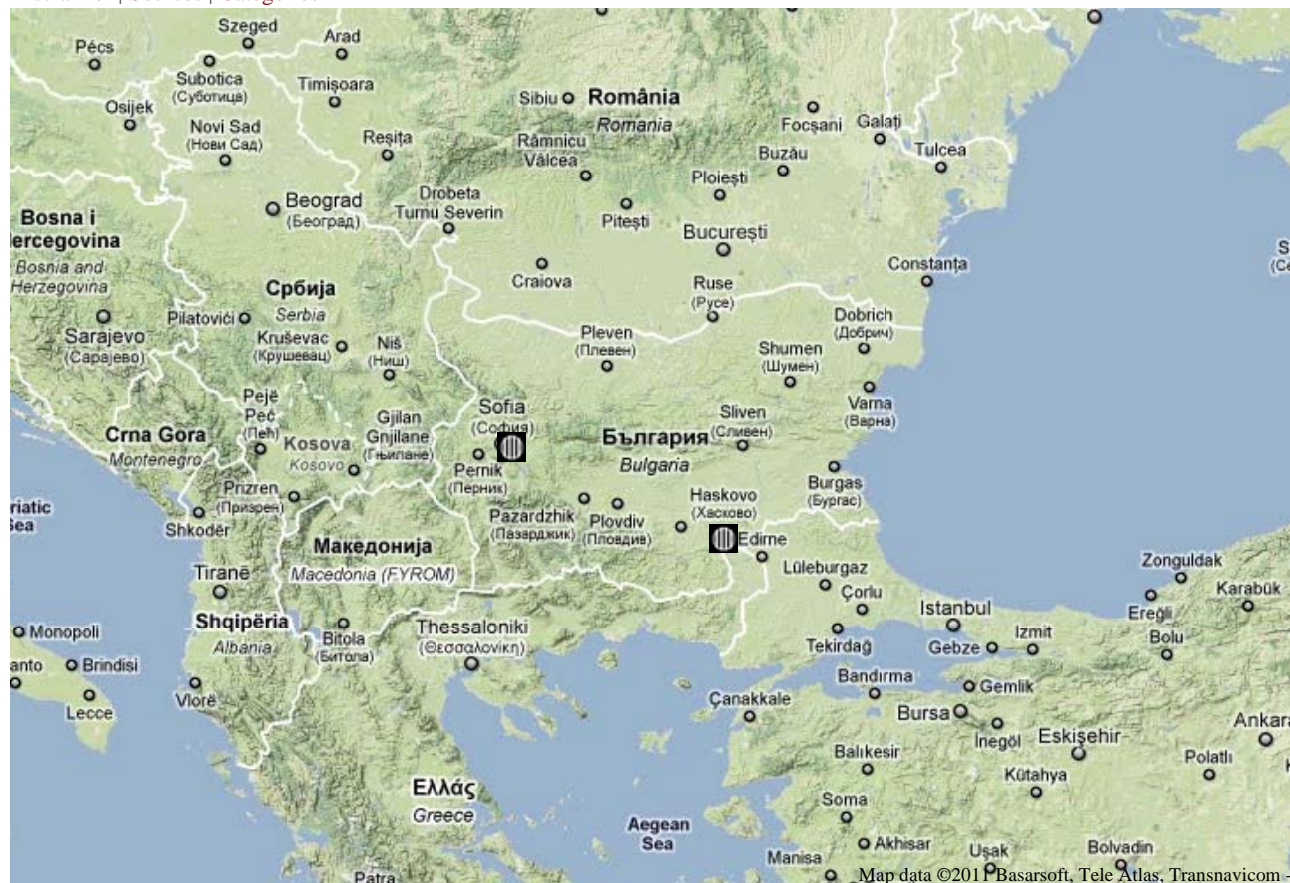 Szeged
Arad
Pécs
Subotica
(Суботица)
Timișoara
Sibiu
România
Romania
Osijek
Novi Sad
(Нови Сад)
Reșița
Râmnicu
Vâlcea
Focșani
Galați
Buzău
Tulcea
Ploiești
Beograd
(Београд)
Drobeta
Turnu Severin
Pitești
București
Bosna i
Hercegovina
Bosnia and
Herzegovina
Craiova
Constanța
Србија
Serbia
Ruse
(Русе)
Pilatovići
Sarajevo
(Сарајево)
Kruševac
(Крушевац)
Niš
(Ниш)
Pleven
(Плевен)
Dobrich
(Добрич)
Shumen
(Шумен)
Pejë
Peć
(Пећ)
Gjilan
Gnjilane
(Гњилане)
Sofia
(София)
Varna
(Варна)
Sliven
(Сливен)
Crna Gora
Montenegro
Kosova
Kosovo
България
Bulgaria
Pernik
(Перник)
Burgas
(Бургас)
Prizren
(Призрен)
Haskovo
(Хасково)
riatic
Sea
Shkodër
Pazardzhik
(Пазарджик)
Plovdiv
(Пловдив)
Edirne
Македонија
Macedonia (FYROM)
Tiranë
Lüleburgaz
Çorlu
Zonguldak
Karabük
Ereğli
Istanbul
Shqipëria
Albania
Bitola
(Битола)
Thessaloniki
(Θεσσαλονίκη)
Tekirdağ
Gebze
Izmit
Bolu
Monopoli
anto
Brindisi
Lecce
Vlorë
Bandırma
Gemlik
Çanakkale
Bursa
İnegöl
Eskişehir
Ankara
Balıkesir
Polatlı
Kütahya
Ελλάς
Greece
Soma
Aegean
Sea
Akhisar
Uşak
Bolvadin
Manisa
Patra
Map data ©2011 Basarsoft, Tele Atlas, Transnavicom -